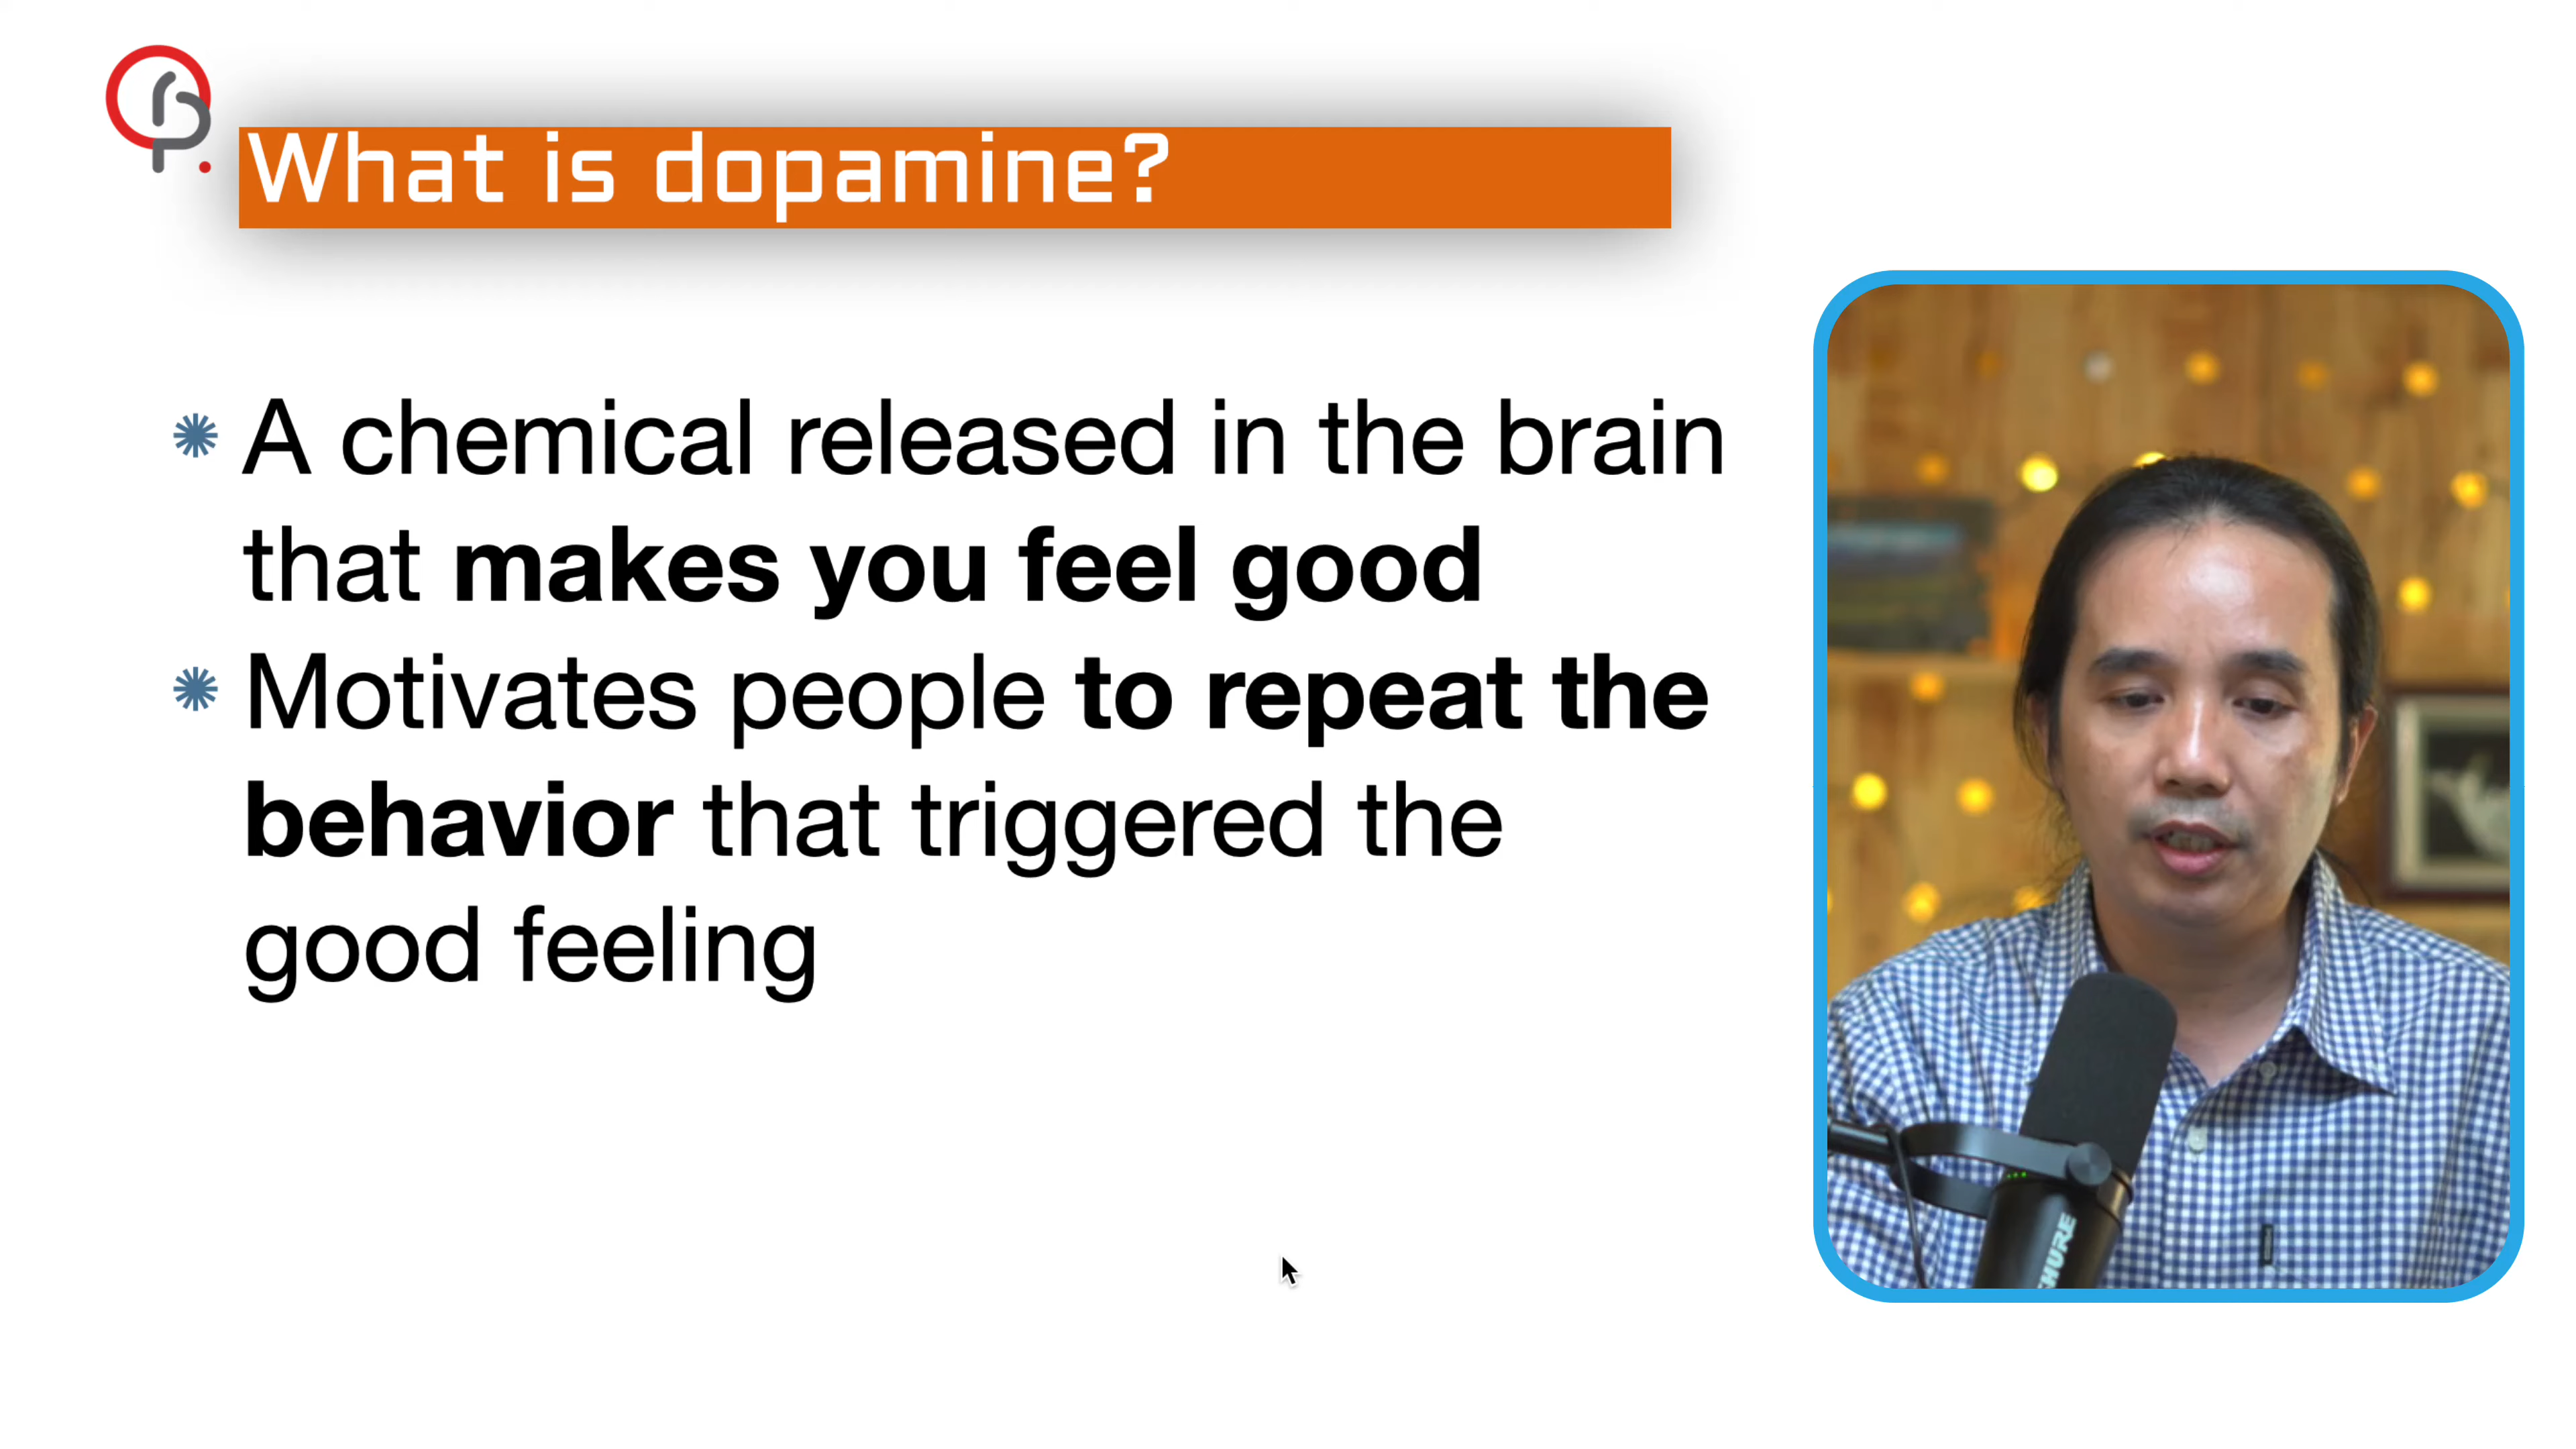 What is dopamine?
A chemical released in the brain
that makes you feel good
Motivates people to repeat the
behavior that triggered the
good feeling
SHURE